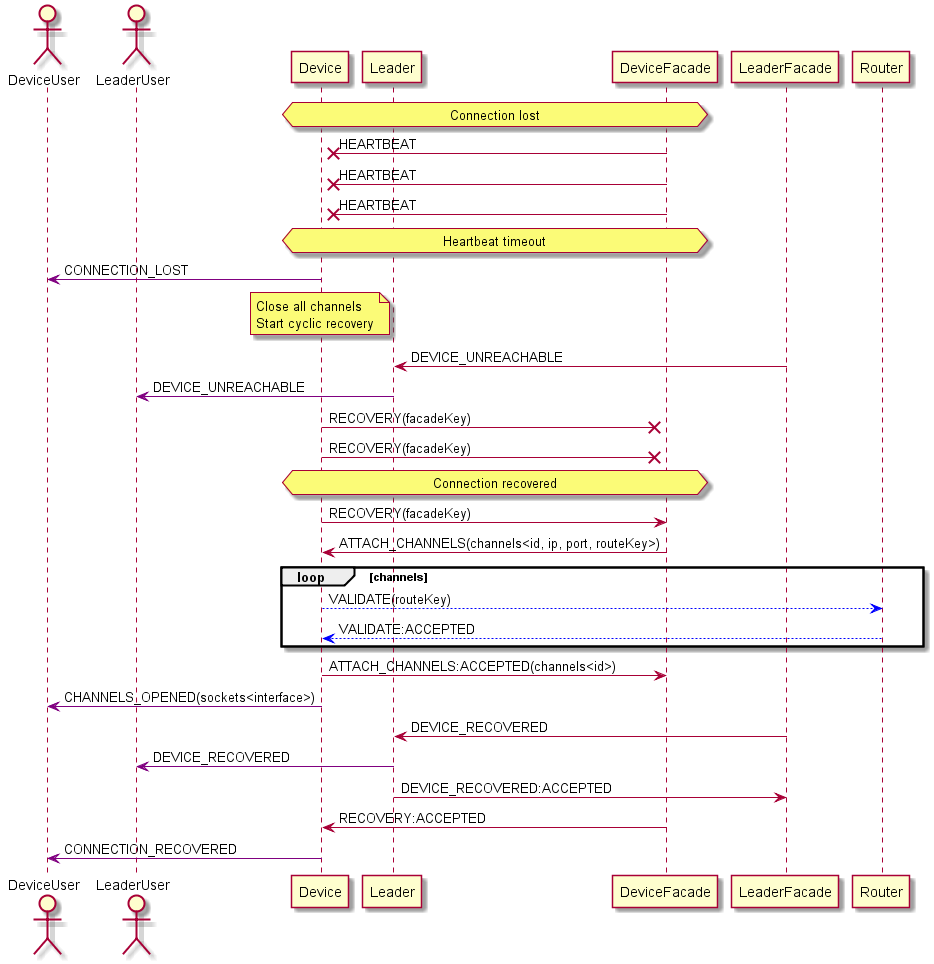 DeviceUser
LeaderUser
Device
Leader
DeviceFacade
LeaderFacade
Router
Connection lost
HEARTBEAT
HEARTBEAT
HEARTBEAT
Heartbeat timeout
CONNECTION_LOST
Close all channels
Start cyclic recovery
DEVICE_UNREACHABLE
DEVICE_UNREACHABLE
RECOVERY(facadeKey)
RECOVERY(facadeKey)
Connection recovered
RECOVERY(facadeKey)
ATTACH_CHANNELS(channels<id, ip, port, routeKey>)
loop [channels]
VALIDATE(routeKey)
VALIDATE:ACCEPTED
ATTACH_CHANNELS:ACCEPTED(channels<id>)
CHANNELS_OPENED(sockets<interface>)
DEVICE_RECOVERED
DEVICE_RECOVERED
DEVICE_RECOVERED:ACCEPTED
RECOVERY:ACCEPTED
CONNECTION_RECOVERED
DeviceUser
LeaderUser
Device
Leader
DeviceFacade
LeaderFacade
Router